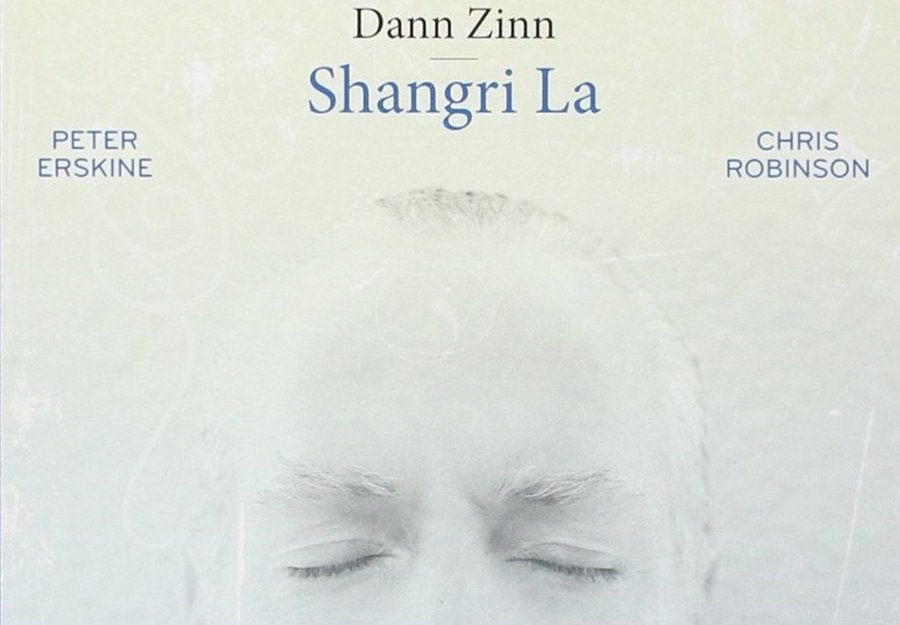 Dann Zinn
Shangri La
PETER
ERSKINE
CHRIS
ROBINSON